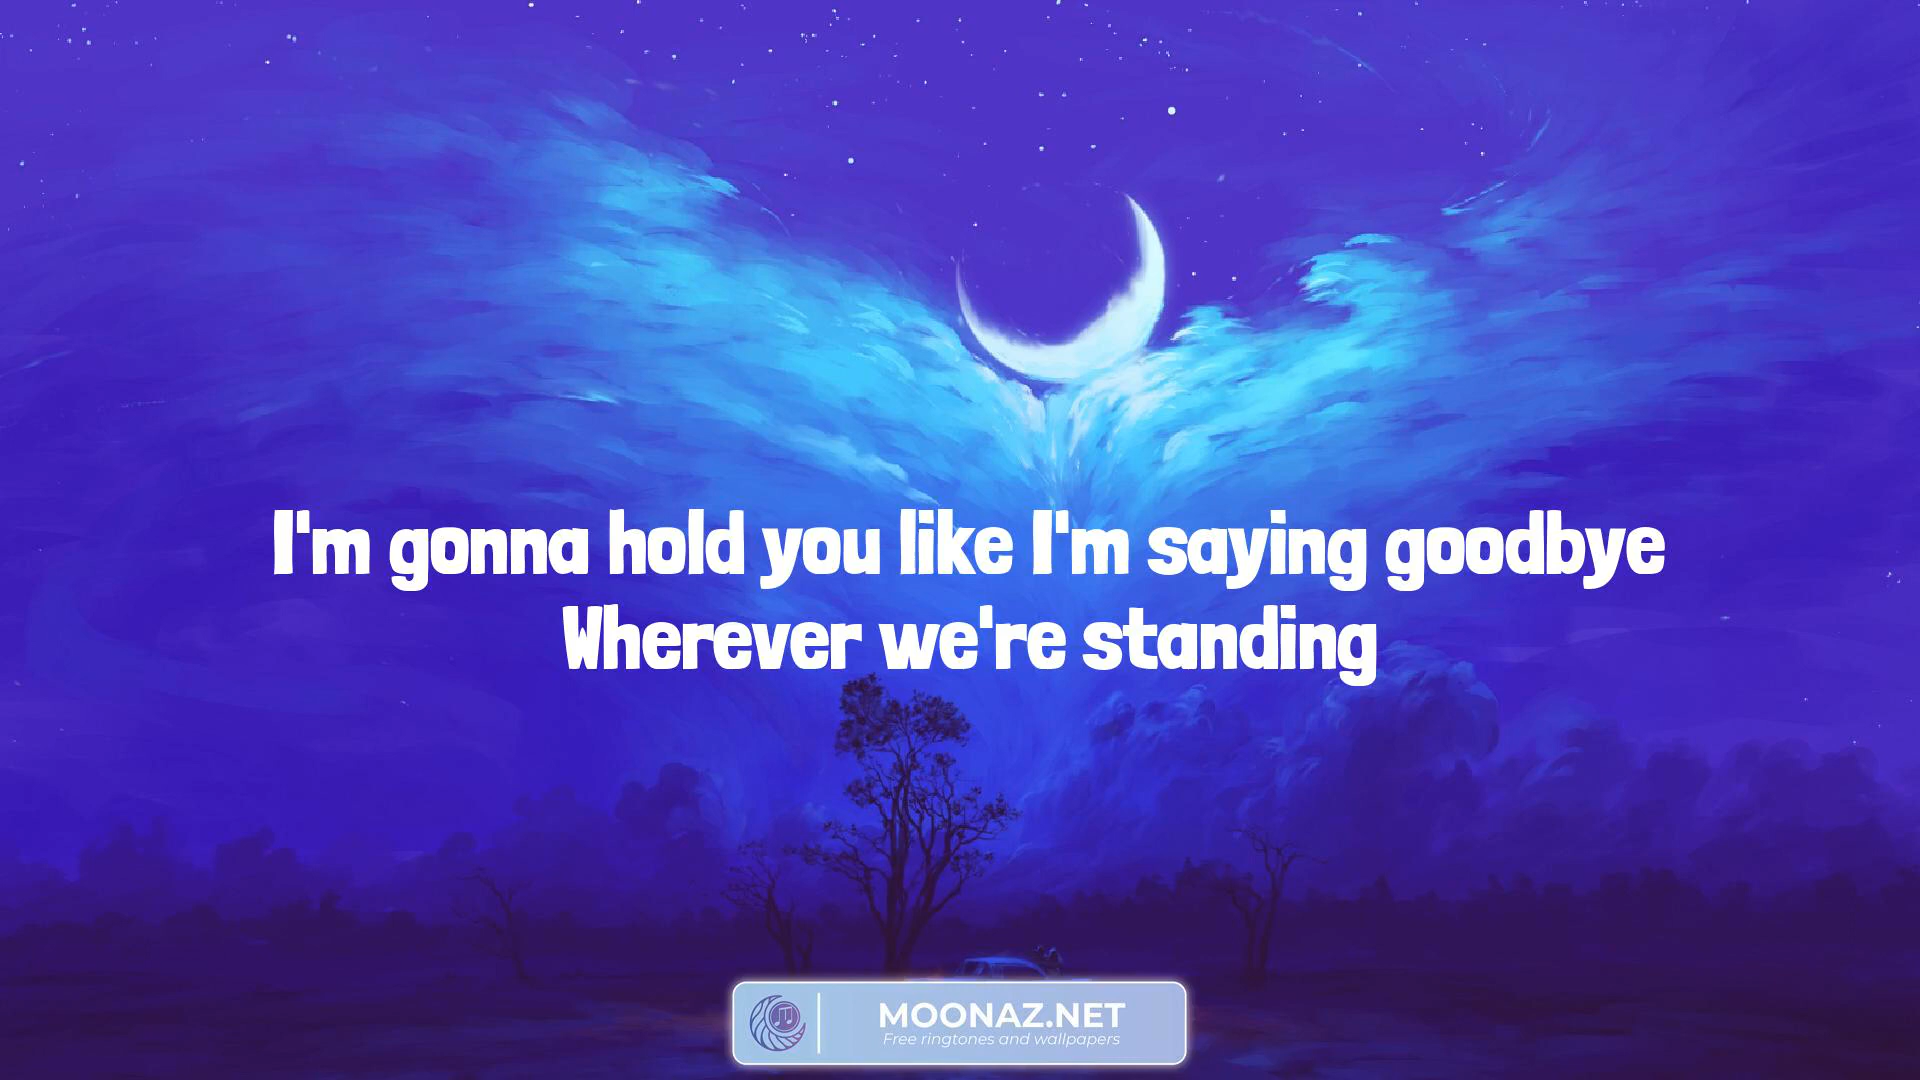 I'm gonna hold you like I'm saying goodbye
Wherever we're standing
MOONAZ.NET
Free ringtones and wallpapers